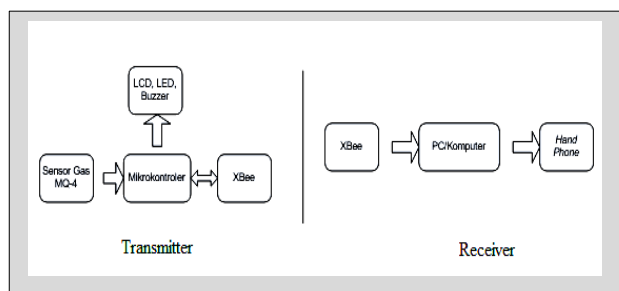 LCD, LED,
Buzzer
Sensor Gas
MQ-4
Mikrokontroler
XBee
Transmitter
XBee
PC/Komputer
Hand
Phone
Receiver